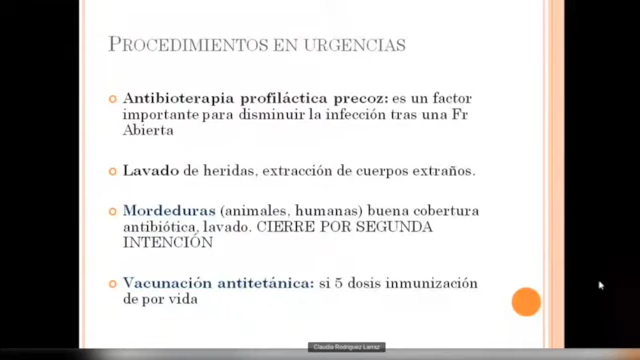 PROCEDIMIENTOS EN URGENCIAS
Antibioterapia profiláctica precoz: es un factor
importante para disminuir la infección tras una Fr
Abierta
Lavado de heridas, extracción de cuerpos extraños.
Mordeduras (animales, humanas) buena cobertura
antibiótica, lavado. CIERRE POR SEGUNDA
INTENCIÓN
Vacunación antitetánica: si 5 dosis inmunización
de por vida
Claudia Rodriguez Larraz